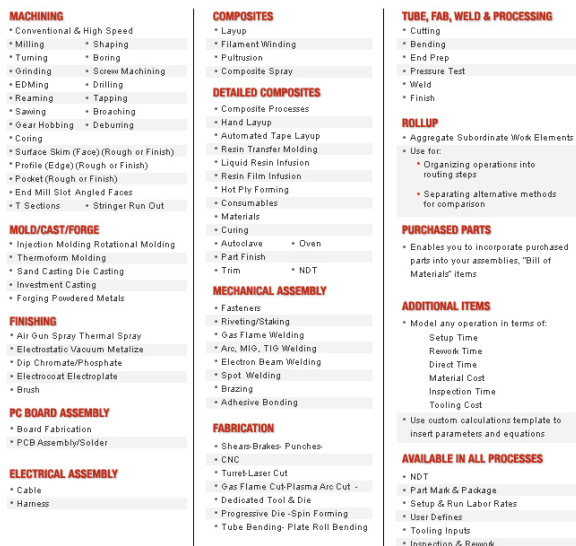 MACHINING
• Conventional & High Speed
• Milling • Shaping
• Turning • Boring
• Grinding • Screw Machining
• EDMing • Drilling
• Reaming • Tapping
• Sawing • Broaching
• Gear Hobbing • Deburring
• Coring
• Surface Skim (Face) (Rough or Finish)
• Profile (Edge) (Rough or Finish)
• Pocket (Rough or Finish)
• End Mill Slot Angled Faces
• T Sections • Stringer Run Out
MOLD/CAST/FORGE
• Injection Molding Rotational Molding
• Thermoform Molding
• Sand Casting Die Casting
• Investment Casting
• Forging Powdered Metals
FINISHING
• Air Gun Spray Thermal Spray
• Electrostatic Vacuum Metalize
• Dip Chromate/Phosphate
• Electrocoat Electroplate
• Brush
PC BOARD ASSEMBLY
• Board Fabrication
• PCB Assembly/Solder
ELECTRICAL ASSEMBLY
• Cable
• Harness
COMPOSITES
• Layup
• Filament Winding
• Pultrusion
• Composite Spray
DETAILED COMPOSITES
• Composite Processes
• Hand Layup
• Automated Tape Layup
• Resin Transfer Molding
• Liquid Resin Infusion
• Resin Film Infusion
• Hot Ply Forming
• Consumables
• Materials
• Curing
• Autoclave • Oven
• Part Finish
• Trim • NDT
MECHANICAL ASSEMBLY
• Fasteners
• Riveting/Staking
• Gas Flame Welding
• Arc, MIG, TIG Welding
• Electron Beam Welding
• Spot Welding
• Brazing
• Adhesive Bonding
FABRICATION
• Shears-Brakes- Punches-
• CNC
• Turret-Laser Cut
• Gas Flame Cut-Plasma Arc Cut -
• Dedicated Tool & Die
• Progressive Die -Spin Forming
• Tube Bending- Plate Roll Bending
TUBE, FAB, WELD & PROCESSING
• Cutting
• Bending
• End Prep
• Pressure Test
• Weld
• Finish
ROLLUP
• Aggregate Subordinate Work Elements
• Use for:
• Organizing operations into
routing steps
• Separating alternative methods
for comparison
PURCHASED PARTS
• Enables you to incorporate purchased
parts into your assemblies, "Bill of
Materials" items
ADDITIONAL ITEMS
• Model any operation in terms of:
Setup Time
Rework Time
Direct Time
Material Cost
Inspection Time
Tooling Cost
• Use custom calculations template to
insert parameters and equations
AVAILABLE IN ALL PROCESSES
• NDT
• Part Mark & Package
• Setup & Run Labor Rates
• User Defines
• Tooling Inputs
• Inspection & Rework